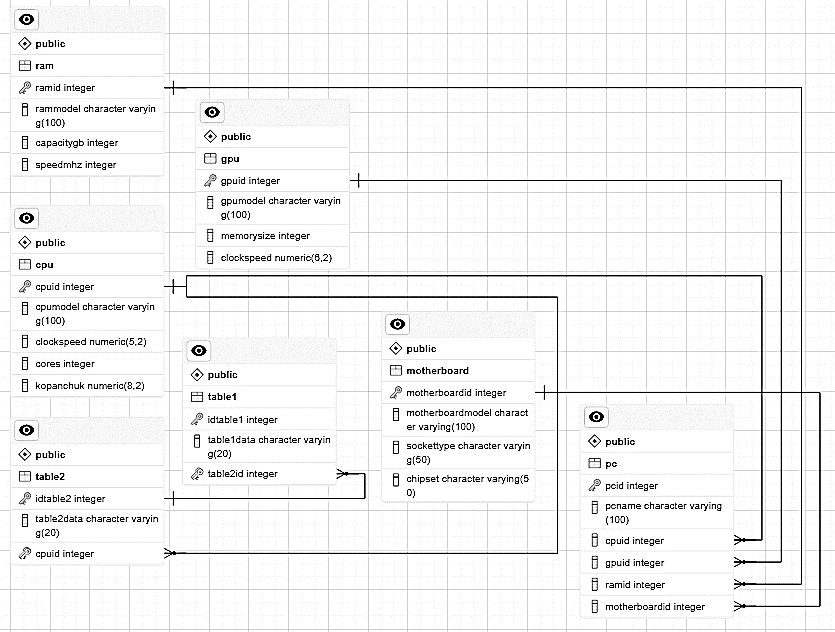 public
ram
ramid integer
rammodel character varyin
g(100)
capacitygb integer
speedmhz integer
public
gpu
gpuid integer
gpumodel character varyin
g(100)
memorysize integer
clockspeed numeric(6,2)
public
cpu
cpuid integer
cpumodel character varyin
g(100)
clockspeed numeric(5,2)
cores integer
kopanchuk numeric(8,2)
public
table1
idtable1 integer
table1data character varyin
g(20)
table2id integer
public
motherboard
motherboardid integer
motherboardmodel charact
er varying(100)
sockettype character varyin
g(50)
chipset character varying(5
0)
public
table2
idtable2 integer
table2data character varyin
g(20)
cpuid integer
public
pc
pcid integer
pcname character varying
(100)
cpuid integer
gpuid integer
ramid integer
motherboardid integer